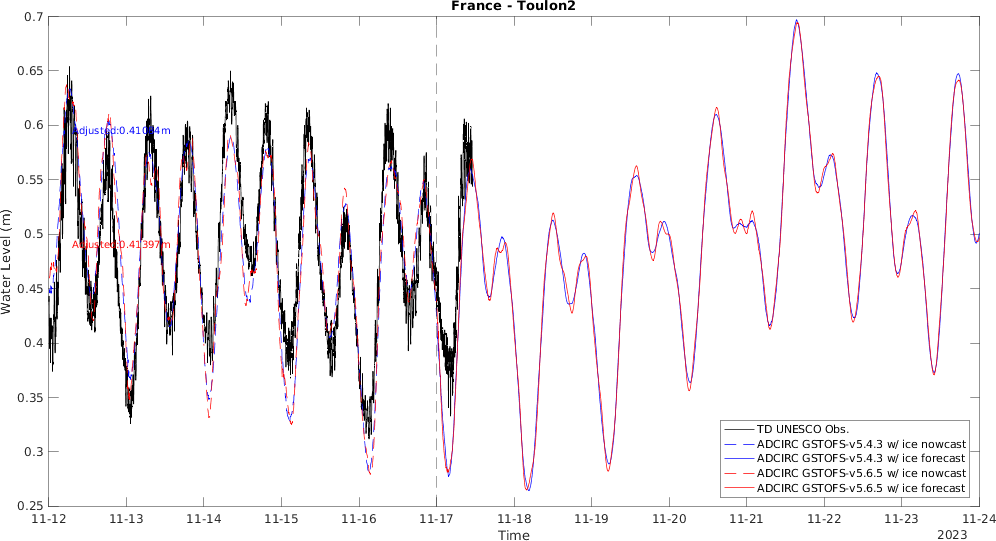 France - Toulon2
0.7
0.65
0.6
0.55
0.5
0.45
0.4
0.35
0.3
0.25
Water Level (m)
Adjusted:0.41074m
Adjusted:0.41397m
TD UNESCO Obs.
ADCIRC GSTOFS-v5.4.3 w/ ice nowcast
ADCIRC GSTOFS-v5.4.3 w/ ice forecast
ADCIRC GSTOFS-v5.6.5 w/ ice nowcast
ADCIRC GSTOFS-v5.6.5 w/ ice forecast
11-12 11-13 11-14 11-15 11-16 11-17 11-18 11-19 11-20 11-21 11-22 11-23 11-24
Time
2023